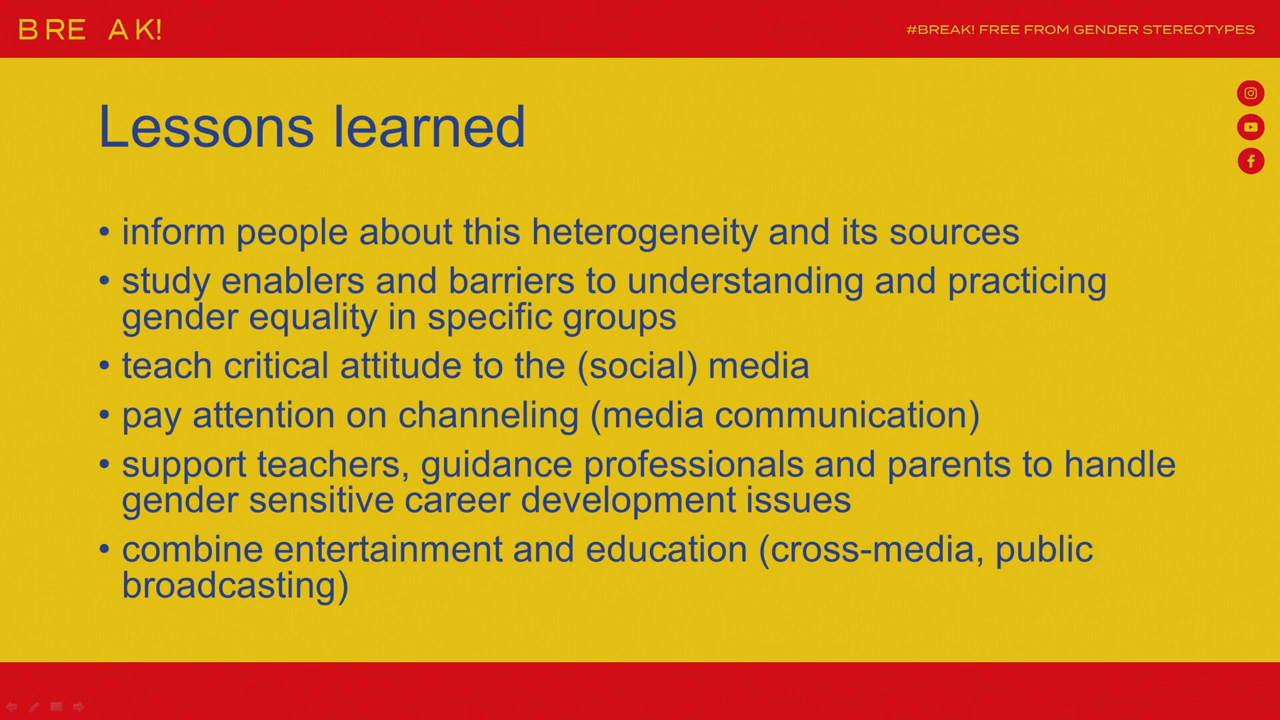 BRE AK!
#BREAK! FREE FROM GENDER STEREOTYPES
Lessons learned
• inform people about this heterogeneity and its sources
• study enablers and barriers to understanding and practicing
gender equality in specific groups
• teach critical attitude to the (social) media
• pay attention on channeling (media communication)
• support teachers, guidance professionals and parents to handle
gender sensitive career development issues
• combine entertainment and education (cross-media, public
broadcasting)